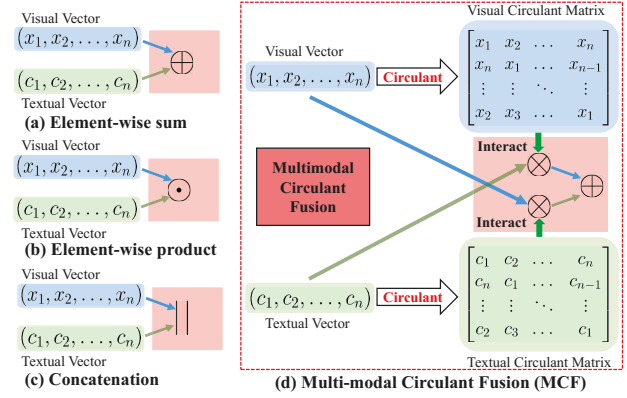 Visual Vector
(x₁, x₂, . . . , xₙ)
⊕
(c₁, c₂, . . . , cₙ)
Textual Vector
(a) Element-wise sum
Visual Vector
(x₁, x₂, . . . , xₙ)
⊙
(c₁, c₂, . . . , cₙ)
Textual Vector
(b) Element-wise product
Visual Vector
(x₁, x₂, . . . , xₙ)
||
(c₁, c₂, . . . , cₙ)
Textual Vector
(c) Concatenation
Visual Circulant Matrix
Visual Vector
(x₁, x₂, . . . , xₙ)
Circulant
x₁ x₂ . . . xₙ
xₙ x₁ . . . xₙ₋₁
⋮ ⋮ ⋱ ⋮
x₂ x₃ . . . x₁
Interact
⊗
⊕
⊗
Interact
Multimodal
Circulant
Fusion
(c₁, c₂, . . . , cₙ)
Textual Vector
Circulant
c₁ c₂ . . . cₙ
cₙ c₁ . . . cₙ₋₁
⋮ ⋮ ⋱ ⋮
c₂ c₃ . . . c₁
Textual Circulant Matrix
(d) Multi-modal Circulant Fusion (MCF)